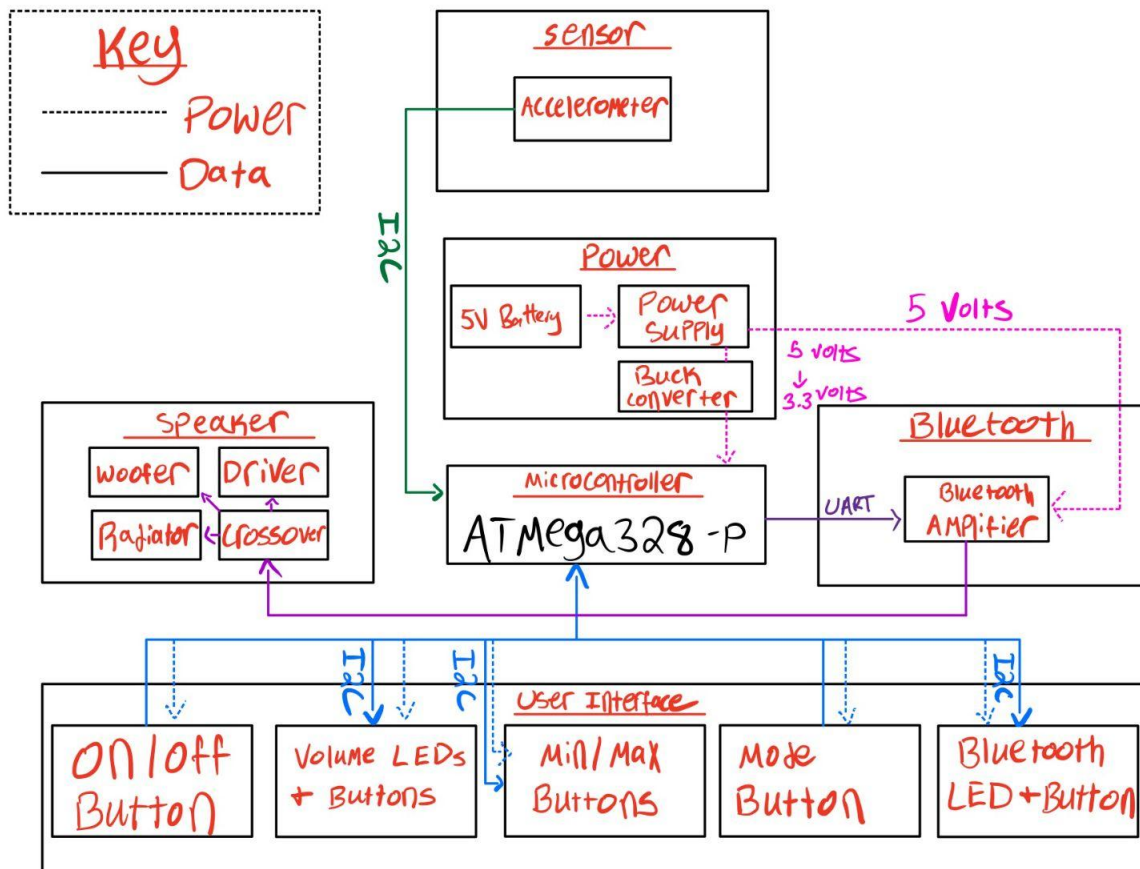 Key
Power
Data
Sensor
Accelerometer
I2C
Power
5V Battery
Power
Supply
Buck
Converter
5 Volts
5 volts
3.3 volts
Speaker
Woofer
Driver
Radiator
Crossover
Microcontroller
ATMega328-P
UART
Bluetooth
Bluetooth
Amplifier
I2C
I2C
I2C
User Interface
On/Off
Button
Volume LEDs
+ Buttons
Min/Max
Buttons
Mode
Button
Bluetooth
LED + Button